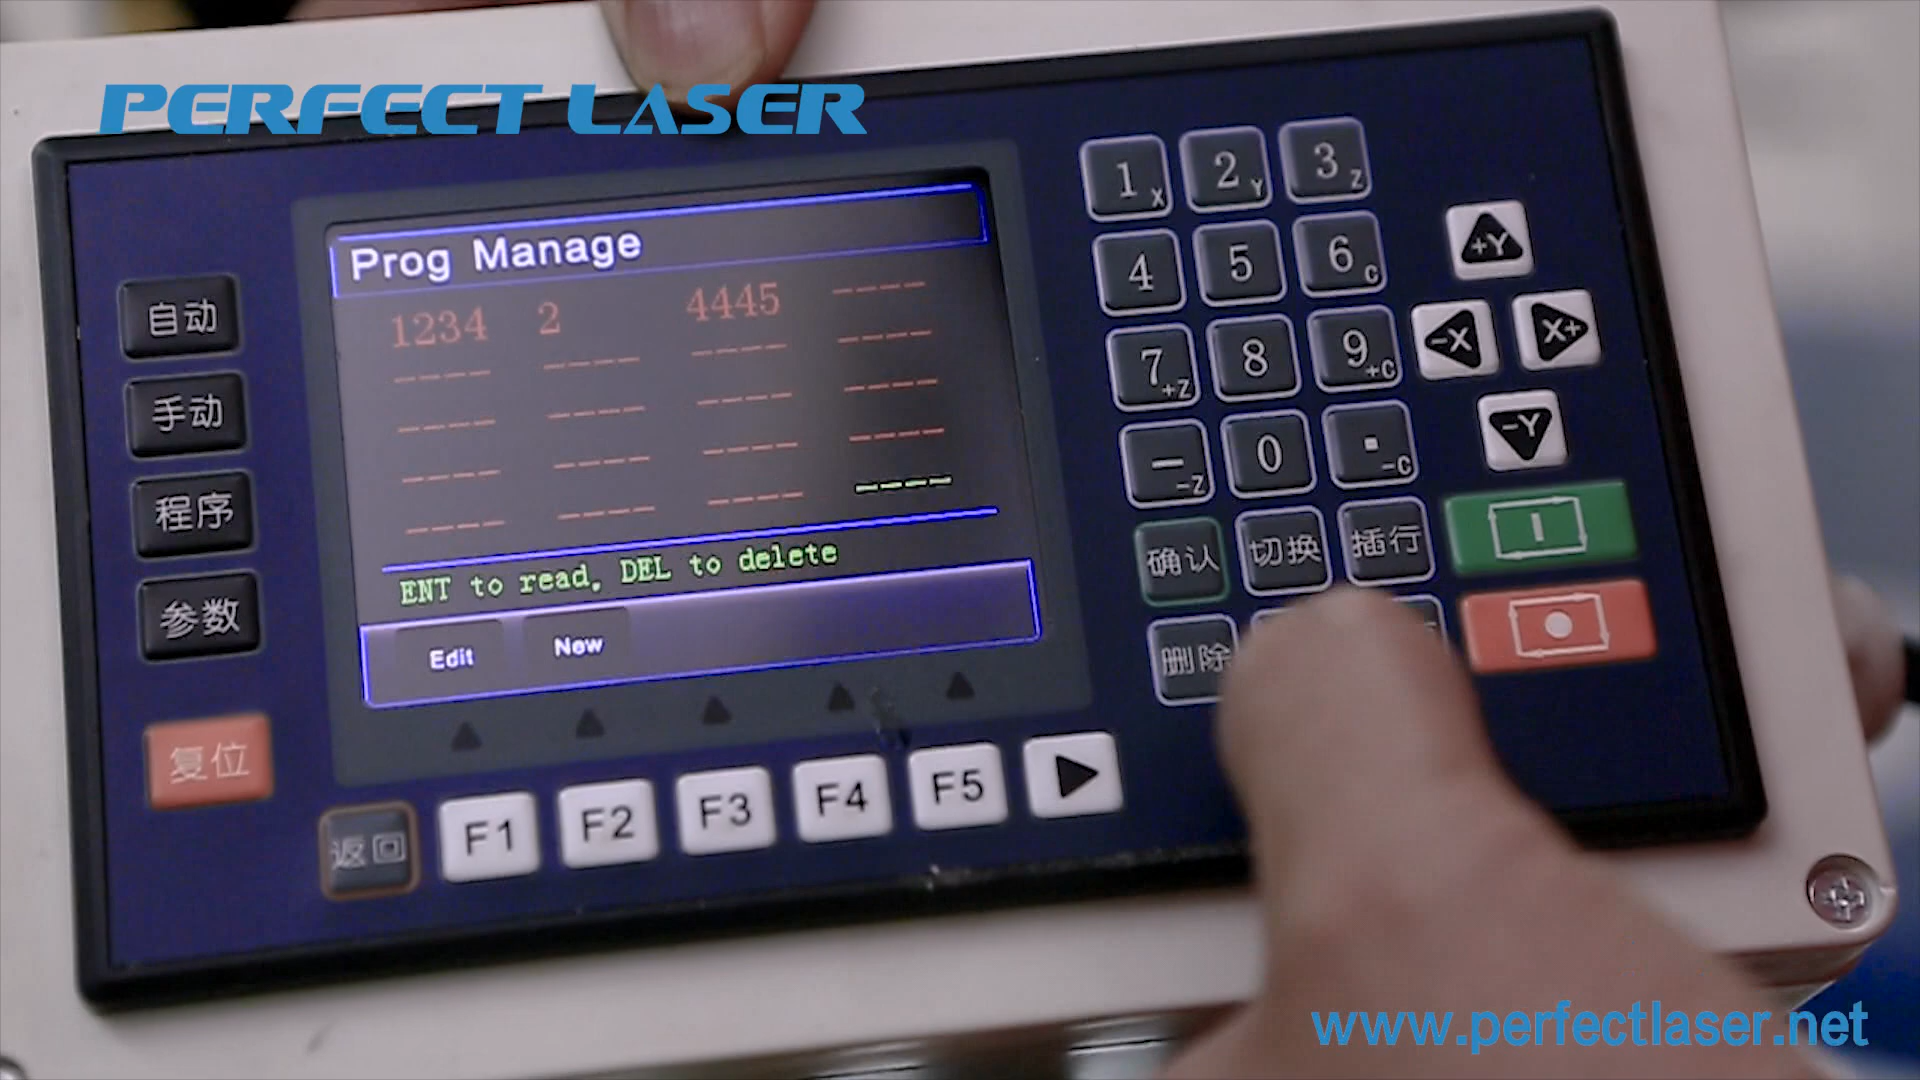 PERFECT LASER
Prog Manage
1234 2 4445 ----
---- ---- ---- ----
---- ---- ---- ----
---- ---- ---- ----
---- ---- ---- ----
ENT to read, DEL to delete
Edit New
自动
手动
程序
参数
复位
返回
F1 F2 F3 F4 F5
1 X 2 Y 3 Z
4 5 6 C
7 +Z 8 9 +C
- -Z 0 . -C
确认 切换 插行
删除
+Y
-X X+
-Y
www.perfectlaser.net